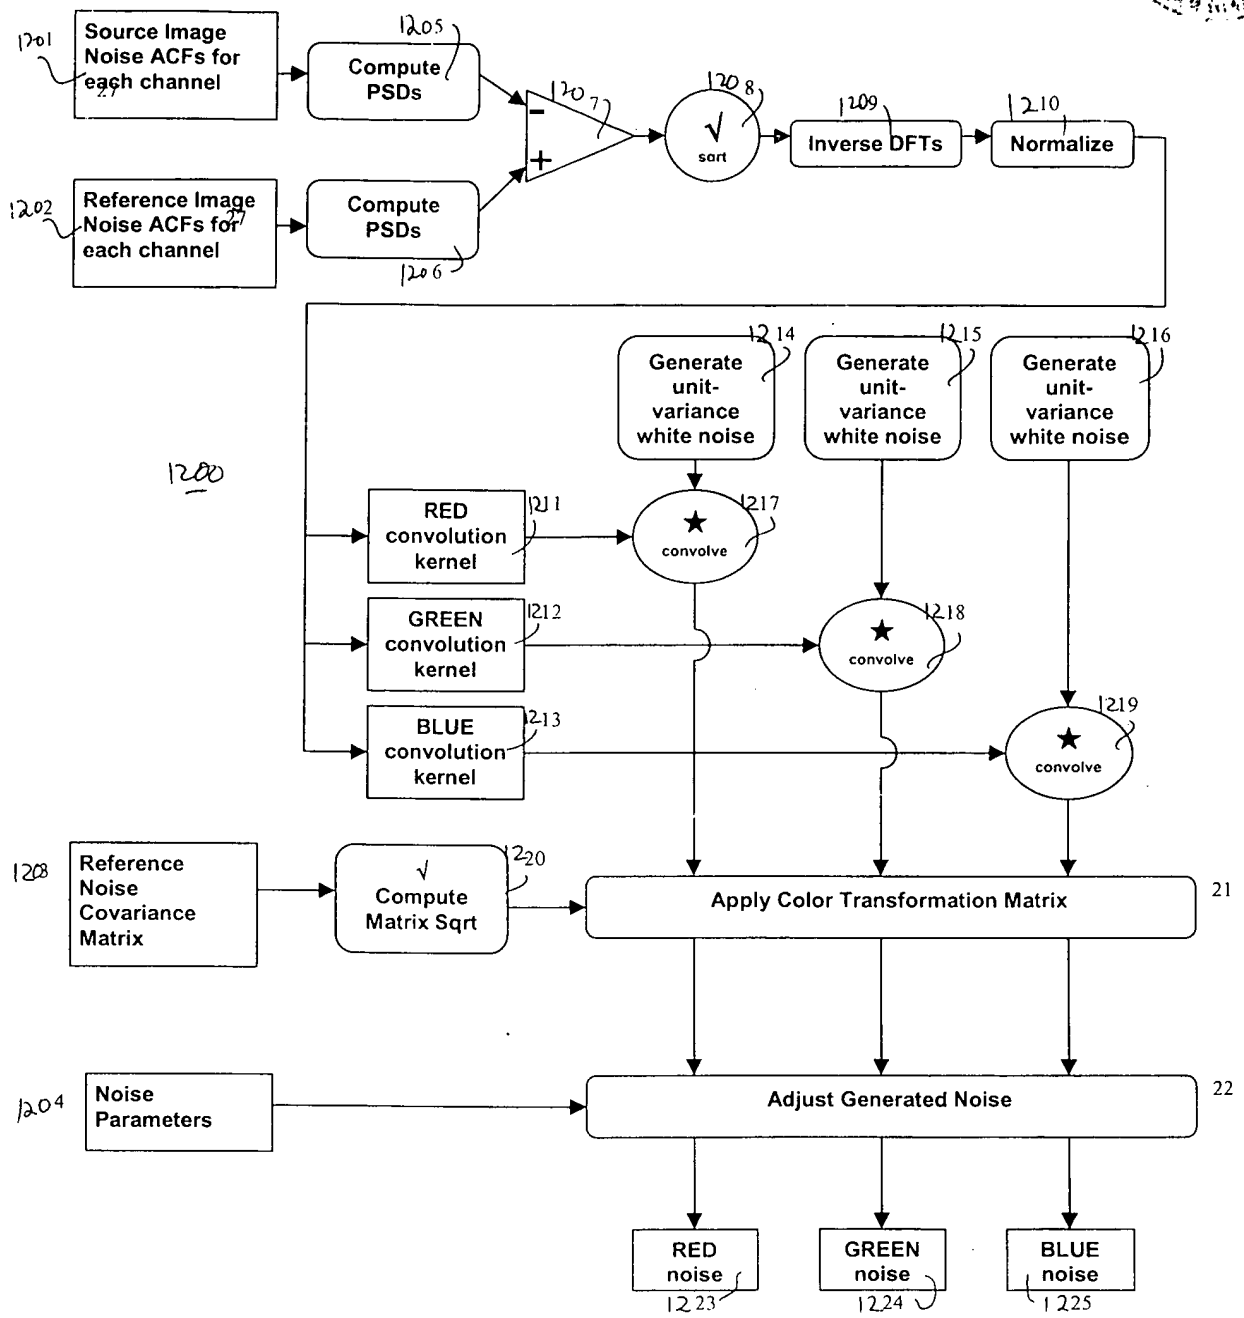 1201
Source Image
Noise ACFs for
each channel
27
1205
Compute
PSDs
1207
-
+
1208
√
sqrt
1209
Inverse DFTs
1210
Normalize
1202
Reference Image
Noise ACFs for
27
each channel
Compute
PSDs
1206
1214
Generate
unit-
variance
white noise
1215
Generate
unit-
variance
white noise
1216
Generate
unit-
variance
white noise
1200
RED
convolution
kernel
1211
★
convolve
1217
GREEN
convolution
kernel
1212
★
convolve
1218
BLUE
convolution
kernel
1213
★
convolve
1219
1208
Reference
Noise
Covariance
Matrix
√
Compute
Matrix Sqrt
1220
Apply Color Transformation Matrix
21
1204
Noise
Parameters
Adjust Generated Noise
22
RED
noise
1223
GREEN
noise
1224
BLUE
noise
1225